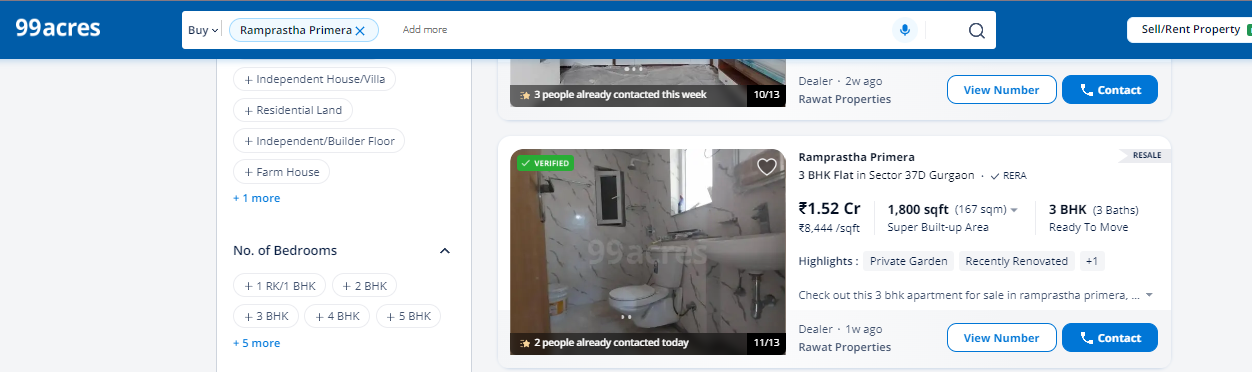 99acres
Buy
Ramprastha Primera
Add more
Sell/Rent Property
+ Independent House/Villa
+ Residential Land
+ Independent/Builder Floor
+ Farm House
+ 1 more
No. of Bedrooms
+ 1 RK/1 BHK
+ 2 BHK
+ 3 BHK
+ 4 BHK
+ 5 BHK
+ 5 more
3 people already contacted this week
10/13
Dealer · 2w ago
Rawat Properties
View Number
Contact
VERIFIED
99acres
2 people already contacted today
11/13
Ramprastha Primera
RESALE
3 BHK Flat in Sector 37D Gurgaon · RERA
₹1.52 Cr
₹8,444 /sqft
1,800 sqft (167 sqm)
Super Built-up Area
3 BHK (3 Baths)
Ready To Move
Highlights : Private Garden Recently Renovated +1
Check out this 3 bhk apartment for sale in ramprastha primera, ...
Dealer · 1w ago
Rawat Properties
View Number
Contact